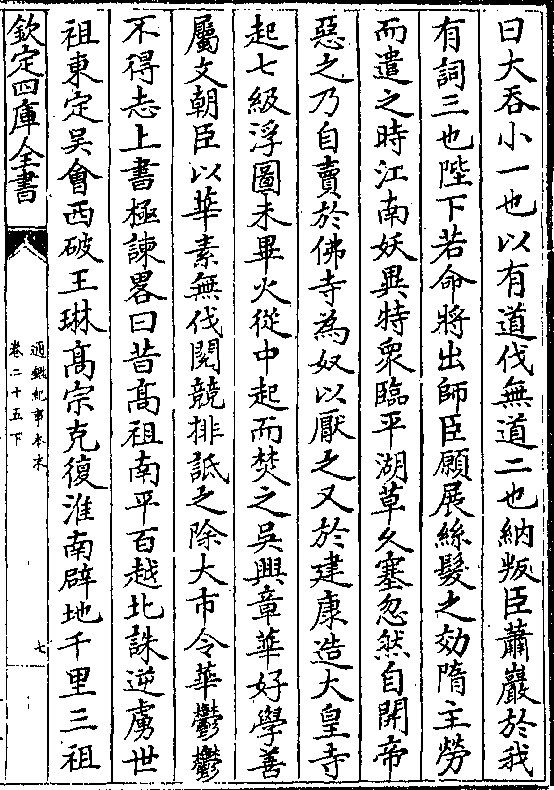 曰大吞小一也以有道伐無道二也納叛臣蕭巖於我
有詞三也陛下若命將出師臣願展絲髮之効隋主勞
而遣之時江南妖異特衆臨平湖草久塞忽然自開帝
惡之乃自賣於佛寺為奴以厭之又於建康造大皇寺
起七級浮圖未畢火從中起而焚之吳興章華好學善
屬文朝臣以華素無伐閱競排詆之除大市令華鬱鬱
不得志上書極諫畧曰昔高祖南平百越北誅逆虜世
祖東定吳會西破王琳高宗克復淮南辟地千里三祖
欽定四庫全書
通鑑紀事本末
卷二十五下
七